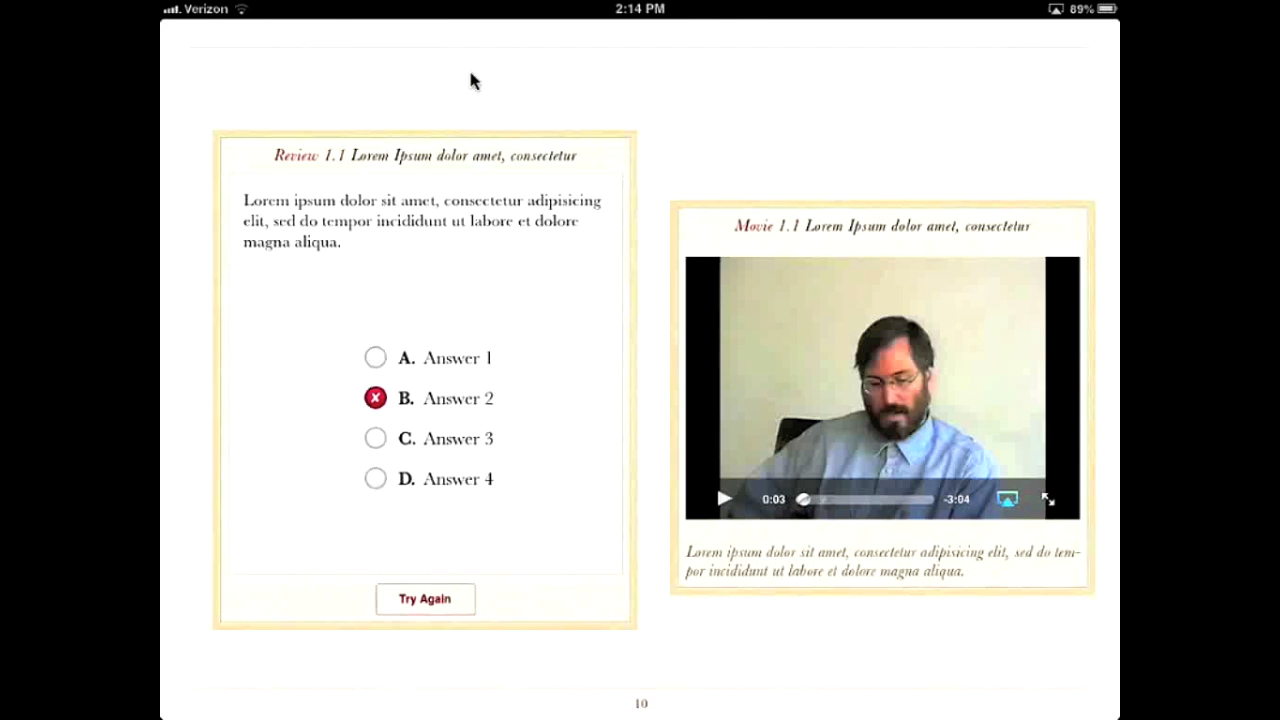 Verizon
2:14 PM
89%
Review 1.1 Lorem Ipsum dolor amet, consectetur
Lorem ipsum dolor sit amet, consectetur adipisicing
elit, sed do tempor incididunt ut labore et dolore
magna aliqua.
A. Answer 1
B. Answer 2
C. Answer 3
D. Answer 4
Try Again
Movie 1.1 Lorem Ipsum dolor amet, consectetur
0:03
-3:04
Lorem ipsum dolor sit amet, consectetur adipisicing elit, sed do tem-
por incididunt ut labore et dolore magna aliqua.
10